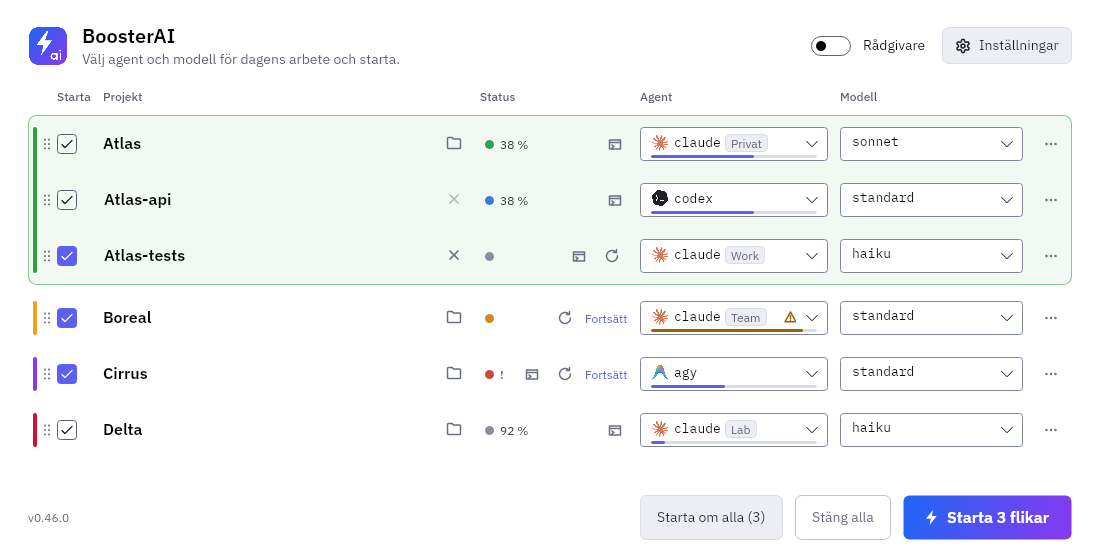 ai
BoosterAI
Välj agent och modell för dagens arbete och starta.
Rådgivare
Inställningar
Starta Projekt Status Agent Modell
Atlas 38 % claude Privat sonnet
Atlas-api 38 % codex standard
Atlas-tests claude Work haiku
Boreal Fortsätt claude Team standard
Cirrus ! Fortsätt agy standard
Delta 92 % claude Lab haiku
v0.46.0
Starta om alla (3)
Stäng alla
Starta 3 flikar